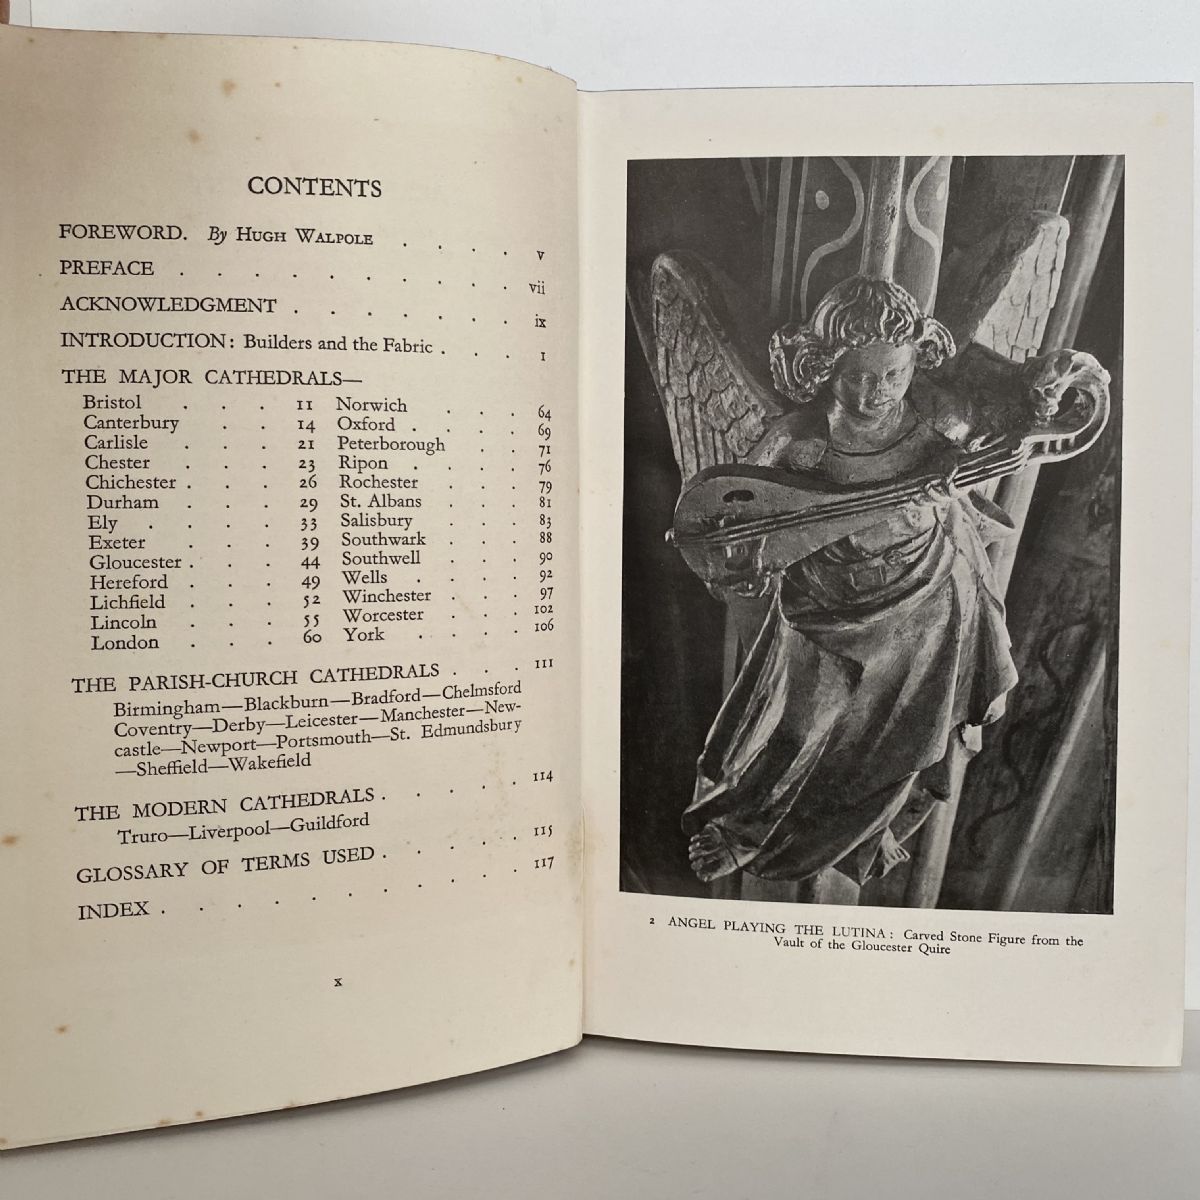 CONTENTS
FOREWORD. By HUGH WALPOLE . . . . v
PREFACE . . . . . . . . . vii
ACKNOWLEDGMENT . . . . . . . ix
INTRODUCTION: Builders and the Fabric . . . 1
THE MAJOR CATHEDRALS—
Bristol . . . 11 Norwich . . . 64
Canterbury . . 14 Oxford . . . . 69
Carlisle . . . 21 Peterborough . . 71
Chester . . . 23 Ripon . . . . 76
Chichester . . . 26 Rochester . . . 79
Durham . . . 29 St. Albans . . . 81
Ely . . . . 33 Salisbury . . . 83
Exeter . . . 39 Southwark . . . 88
Gloucester . . . 44 Southwell . . . 90
Hereford . . . 49 Wells . . . . 92
Lichfield . . . 52 Winchester . . . 97
Lincoln . . . 55 Worcester . . . 102
London . . . 60 York . . . . 106
THE PARISH-CHURCH CATHEDRALS . . . 111
Birmingham—Blackburn—Bradford—Chelmsford
Coventry—Derby—Leicester—Manchester—New-
castle—Newport—Portsmouth—St. Edmundsbury
—Sheffield—Wakefield
THE MODERN CATHEDRALS . . . . . 114
Truro—Liverpool—Guildford
GLOSSARY OF TERMS USED . . . . . 115
INDEX . . . . . . . . . . 117
x
2 ANGEL PLAYING THE LUTINA: Carved Stone Figure from the
Vault of the Gloucester Quire